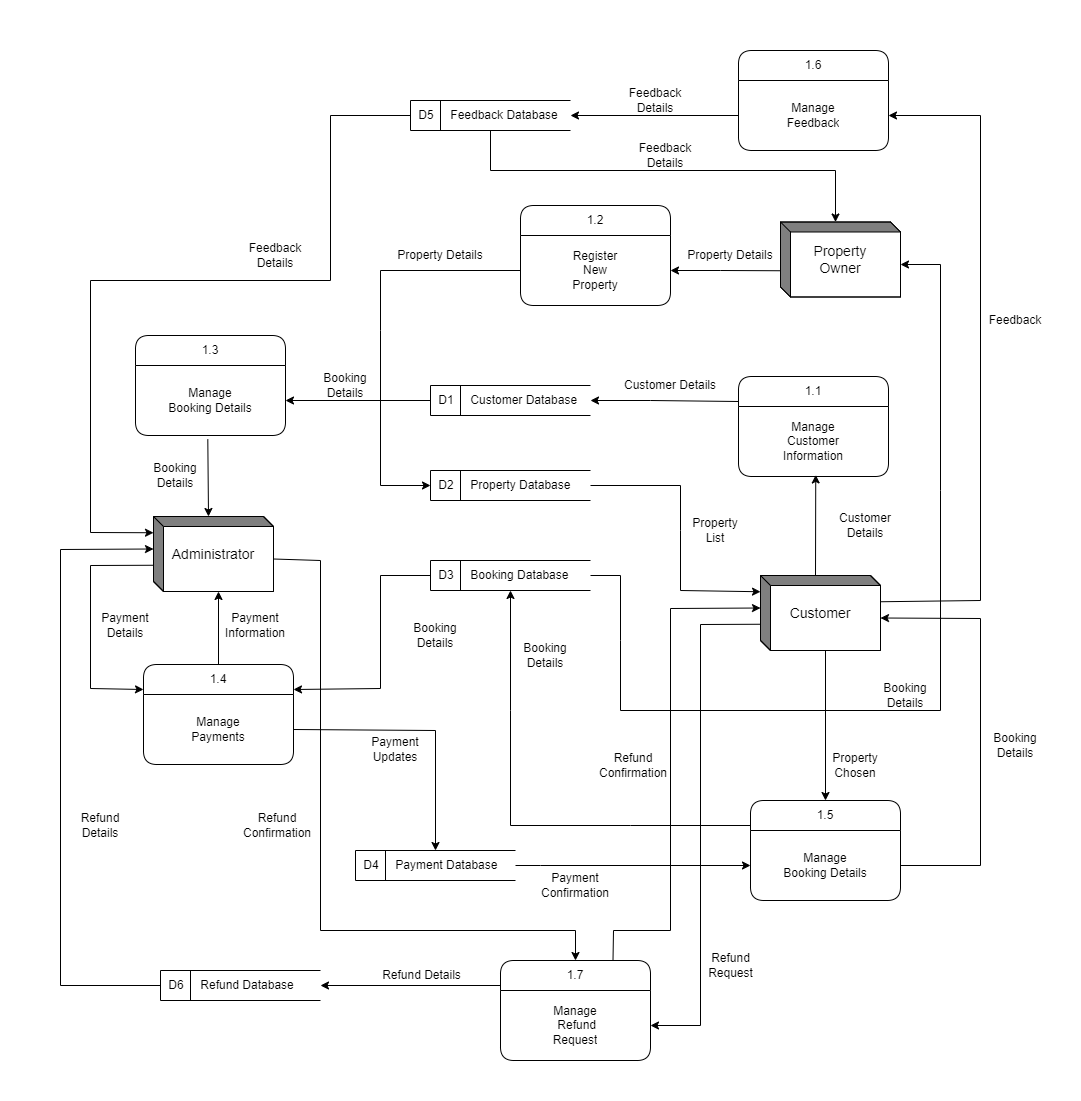 1.6
Manage
Feedback
Feedback
Details
D5
Feedback Database
Feedback
Details
1.2
Register
New
Property
Property
Owner
Property Details
Property Details
Feedback
Details
Feedback
1.3
Manage
Booking Details
Booking
Details
D1
Customer Database
Customer Details
1.1
Manage
Customer
Information
Booking
Details
D2
Property Database
Property
List
Customer
Details
Administrator
D3
Booking Database
Customer
Payment
Details
Payment
Information
Booking
Details
Booking
Details
1.4
Manage
Payments
Booking
Details
Payment
Updates
Refund
Confirmation
Property
Chosen
Booking
Details
Refund
Details
Refund
Confirmation
1.5
Manage
Booking Details
D4
Payment Database
Payment
Confirmation
Refund
Request
D6
Refund Database
Refund Details
1.7
Manage
Refund
Request